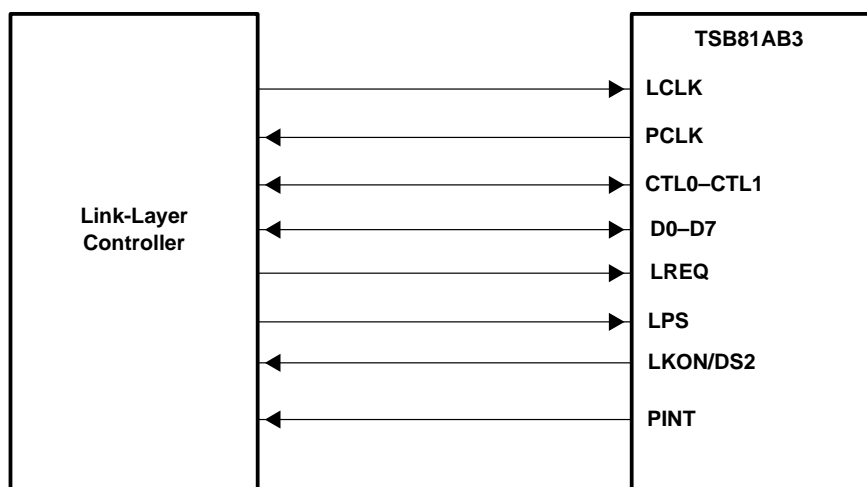 TSB81AB3
LCLK
PCLK
CTL0–CTL1
Link-Layer
Controller
D0–D7
LREQ
LPS
LKON/DS2
PINT